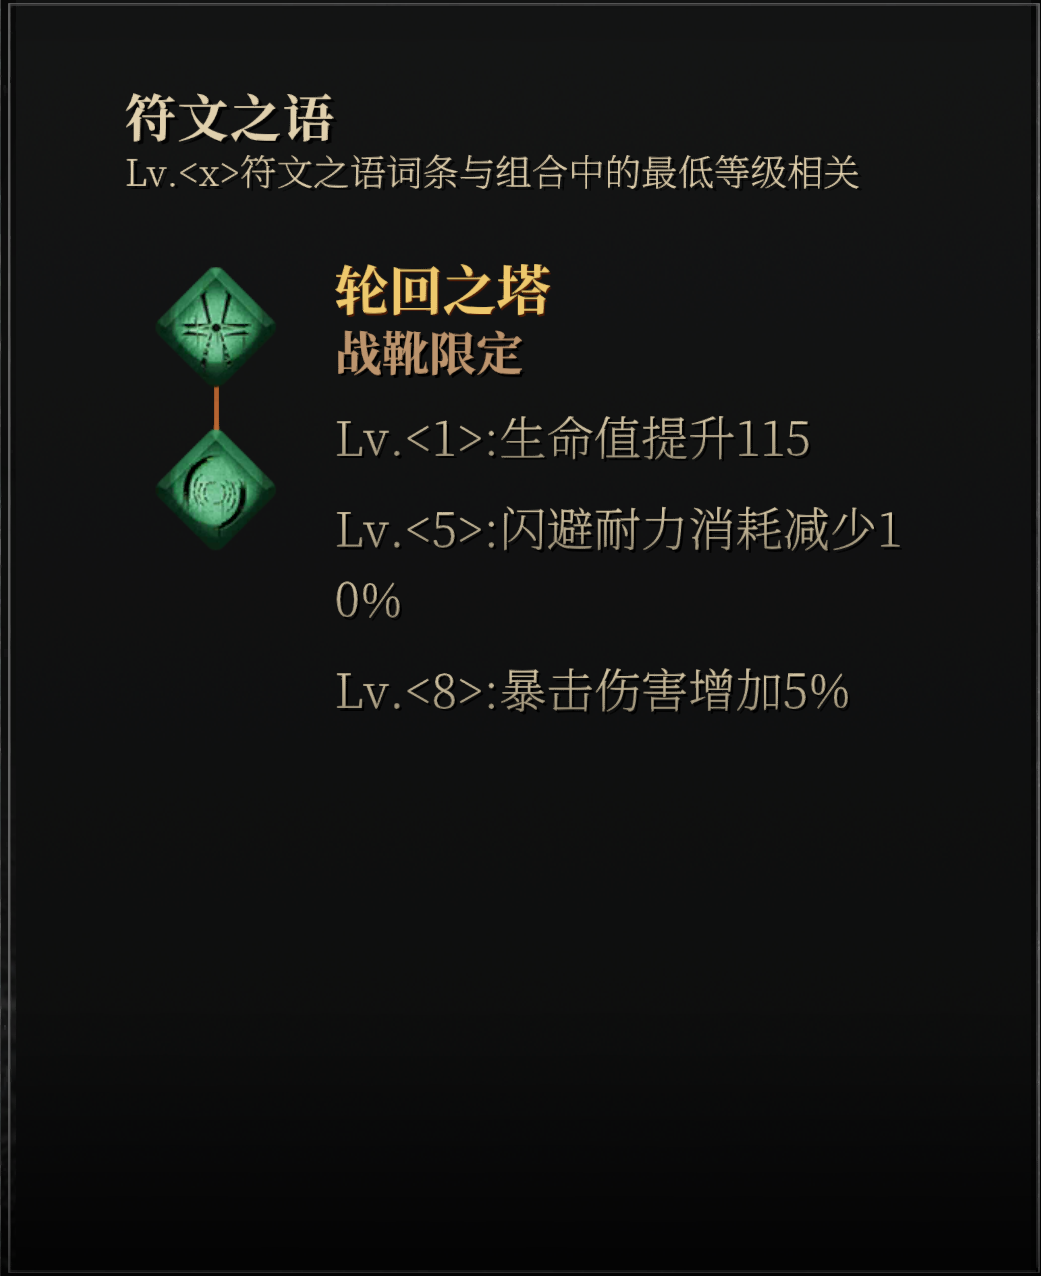 符文之语
Lv.<x>符文之语词条与组合中的最低等级相关
轮回之塔
战靴限定
Lv.<1>:生命值提升115
Lv.<5>:闪避耐力消耗减少1
0%
Lv.<8>:暴击伤害增加5%